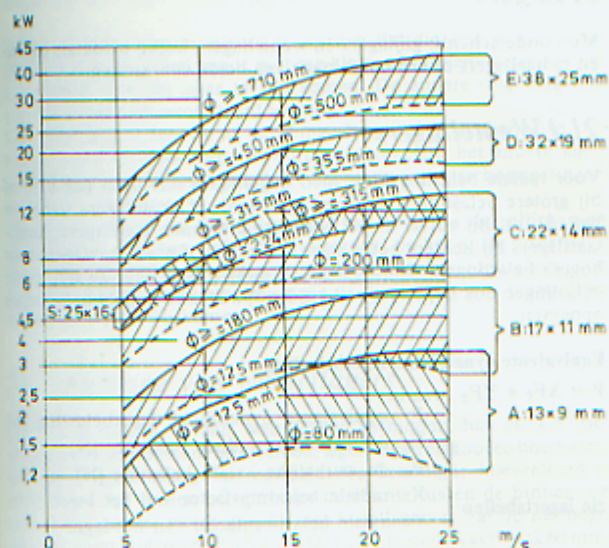 kW
45
40
30
25
20
15
12
8
6
4,5
4
3
2,5
2
1,5
1,2
1
0
5
10
15
20
25
m/s
Φ ≥ = 710 mm
Φ = 500 mm
Φ ≥ = 450 mm
Φ = 355 mm
Φ ≥ = 315 mm
Φ ≥ = 315 mm
Φ = 224 mm
Φ = 200 mm
Φ ≥ = 180 mm
Φ = 125 mm
Φ ≥ = 125 mm
Φ = 80 mm
S:25×16
E:38×25 mm
D:32×19 mm
C:22×14 mm
B:17×11 mm
A:13×9 mm